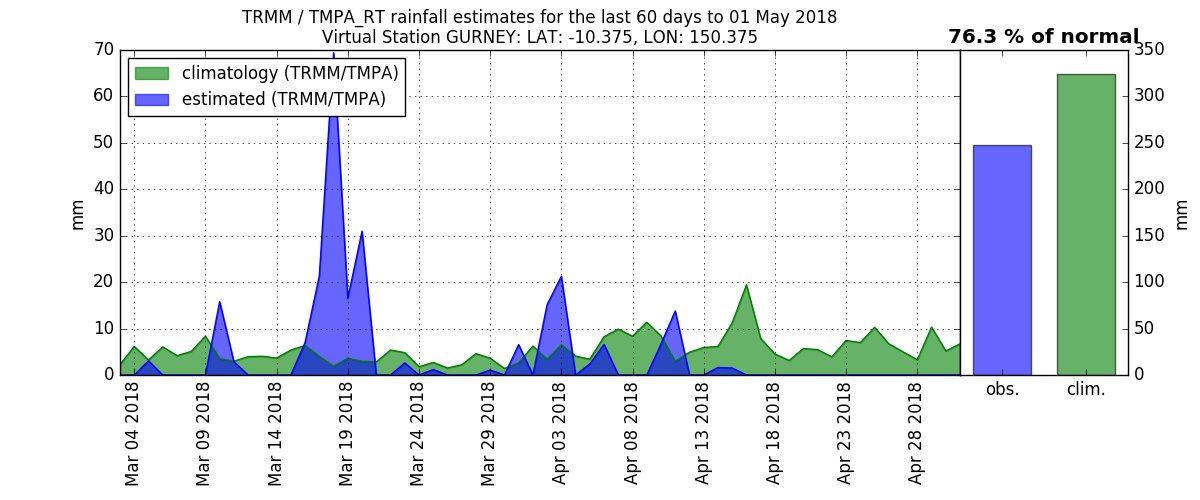 TRMM / TMPA_RT rainfall estimates for the last 60 days to 01 May 2018
Virtual Station GURNEY: LAT: -10.375, LON: 150.375
76.3 % of normal
climatology (TRMM/TMPA)
estimated (TRMM/TMPA)
70
60
50
40
30
20
10
0
mm
Mar 04 2018
Mar 09 2018
Mar 14 2018
Mar 19 2018
Mar 24 2018
Mar 29 2018
Apr 03 2018
Apr 08 2018
Apr 13 2018
Apr 18 2018
Apr 23 2018
Apr 28 2018
obs.
clim.
350
300
250
200
150
100
50
0
mm